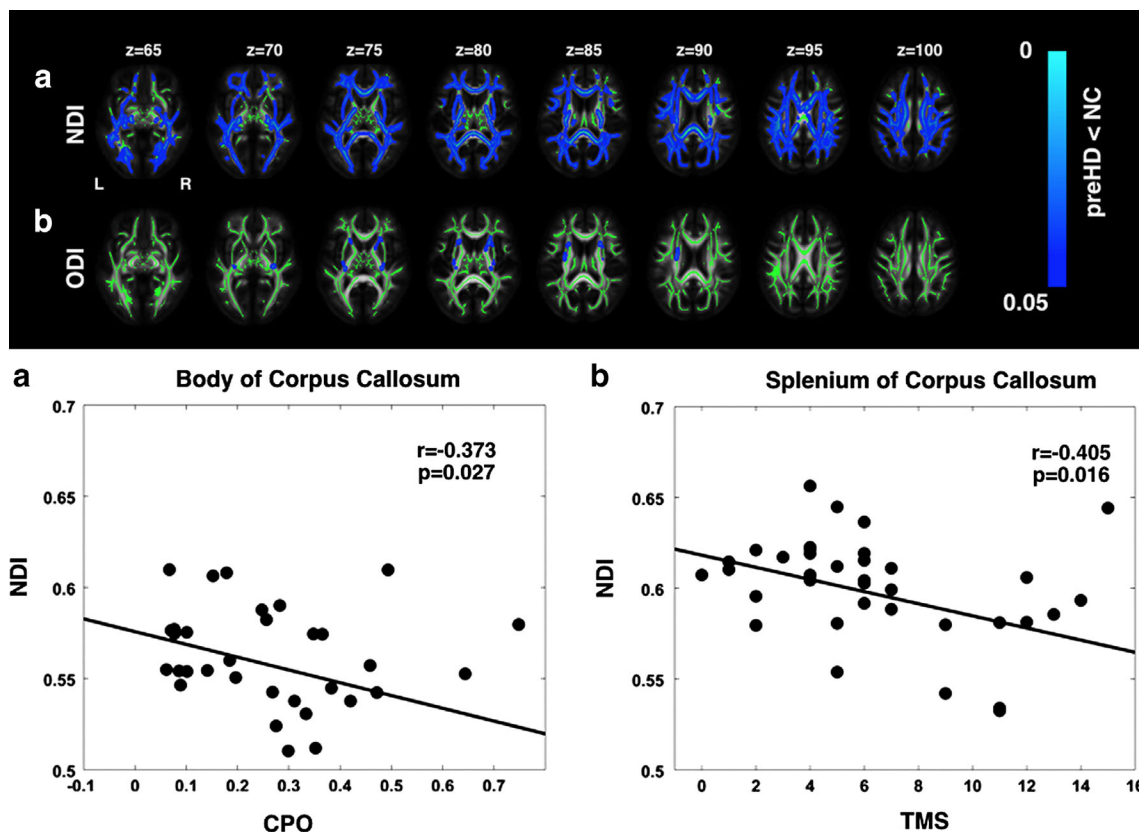 z=65 z=70 z=75 z=80 z=85 z=90 z=95 z=100
a
NDI
L R
b
ODI
0
preHD < NC
0.05
a Body of Corpus Callosum
0.7
0.65
0.6
0.55
0.5
NDI
r=-0.373
p=0.027
-0.1 0 0.1 0.2 0.3 0.4 0.5 0.6 0.7
CPO
b Splenium of Corpus Callosum
0.7
0.65
0.6
0.55
0.5
NDI
r=-0.405
p=0.016
0 2 4 6 8 10 12 14 16
TMS